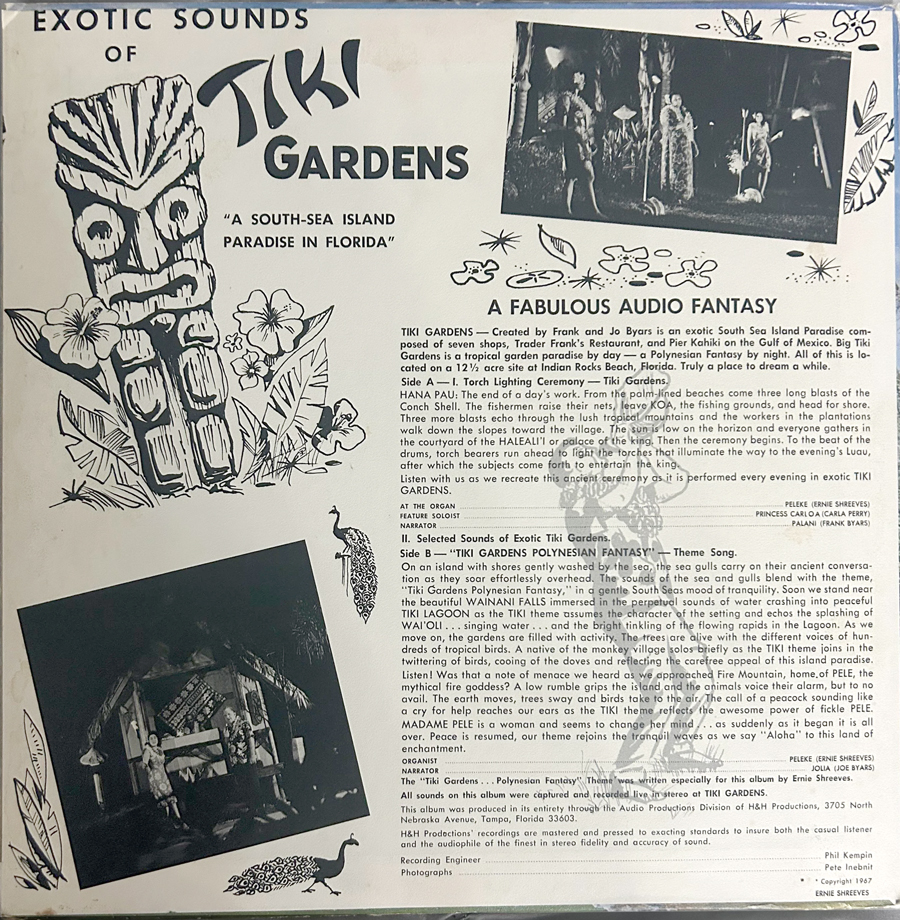 EXOTIC SOUNDS
OF
TIKI
GARDENS
"A SOUTH-SEA ISLAND
PARADISE IN FLORIDA"
A FABULOUS AUDIO FANTASY
TIKI GARDENS — Created by Frank and Jo Byars is an exotic South Sea Island Paradise com-
posed of seven shops, Trader Frank's Restaurant, and Pier Kahiki on the Gulf of Mexico. Big Tiki
Gardens is a tropical garden paradise by day — a Polynesian Fantasy by night. All of this is lo-
cated on a 12½ acre site at Indian Rocks Beach, Florida. Truly a place to dream a while.
Side A — I. Torch Lighting Ceremony — Tiki Gardens.
HANA PAU: The end of a day's work. From the palm-lined beaches come three long blasts of the
Conch Shell. The fishermen raise their nets, leave KOA, the fishing grounds, and head for shore.
Three more blasts echo through the lush tropical mountains and the workers in the plantations
walk down the slopes toward the village. The sun is low on the horizon and everyone gathers in
the courtyard of the HALEALI'I or palace of the king. Then the ceremony begins. To the beat of the
drums, torch bearers run ahead to light the torches that illuminate the way to the evening's Luau,
after which the subjects come forth to entertain the king.
Listen with us as we recreate this ancient ceremony as it is performed every evening in exotic TIKI
GARDENS.
AT THE ORGAN PELEKE (ERNIE SHREEVES)
FEATURE SOLOIST PRINCESS CARLOA (CARLA PERRY)
NARRATOR PALANI (FRANK BYARS)
II. Selected Sounds of Exotic Tiki Gardens.
Side B — "TIKI GARDENS POLYNESIAN FANTASY" — Theme Song.
On an island with shores gently washed by the sea, the sea gulls carry on their ancient conversa-
tion as they soar effortlessly overhead. The sounds of the sea and gulls blend with the theme,
"Tiki Gardens Polynesian Fantasy," in a gentle South Seas mood of tranquility. Soon we stand near
the beautiful WAINANI FALLS immersed in the powerful sounds of water crashing into peaceful
TIKI LAGOON as the TIKI theme assumes the character of the setting and echos the splashing of
WAI'OLI . . . singing water . . . and the bright tinkling of the flowing rapids in the Lagoon. As we
move on, the gardens are filled with activity. The trees are alive with the different voices of hun-
dreds of tropical birds. A native of the monkey village solos briefly as the TIKI theme joins in the
twittering of birds, cooing of the doves and reflects the carefree appeal of this island paradise.
Listen! Was that a note of menace we heard as we approached Fire Mountain, home of PELE, the
mythical fire goddess? A low rumble grips the island and the animals voice their alarm, but to no
avail. The earth moves, trees sway and birds take to the air. The call of a peacock sounding like
a cry for help reaches our ears as the TIKI theme reflects the awesome power of fickle PELE.
MADAME PELE is a woman and seems to change her mind . . . as suddenly as it began it is all
over. Peace is resumed, our theme rejoins the tranquil waves as we say "Aloha" to this land of
enchantment.
ORGANIST PELEKE (ERNIE SHREEVES)
NARRATOR JOLIA (JOE BYARS)
The "Tiki Gardens . . . Polynesian Fantasy" Theme was written especially for this album by Ernie Shreeves.
All sounds on this album were captured and recorded live in stereo at TIKI GARDENS.
This album was produced in its entirety through the Audio Productions Division of H&H Productions, 3705 North
Nebraska Avenue, Tampa, Florida 33603.
H&H Prodections' recordings are mastered and pressed to exacting standards to insure both the casual listener
and the audiophile of the finest in stereo fidelity and accuracy of sound.
Recording Engineer Phil Kempin
Photographs Pete Inebnit
Copyright 1967
ERNIE SHREEVES